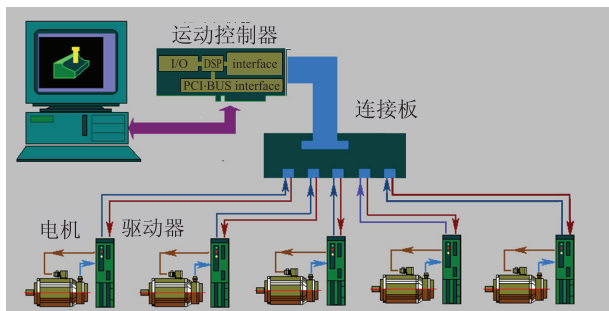 运动控制器
I/O
DSP
interface
PCI-BUS interface
连接板
电机
驱动器